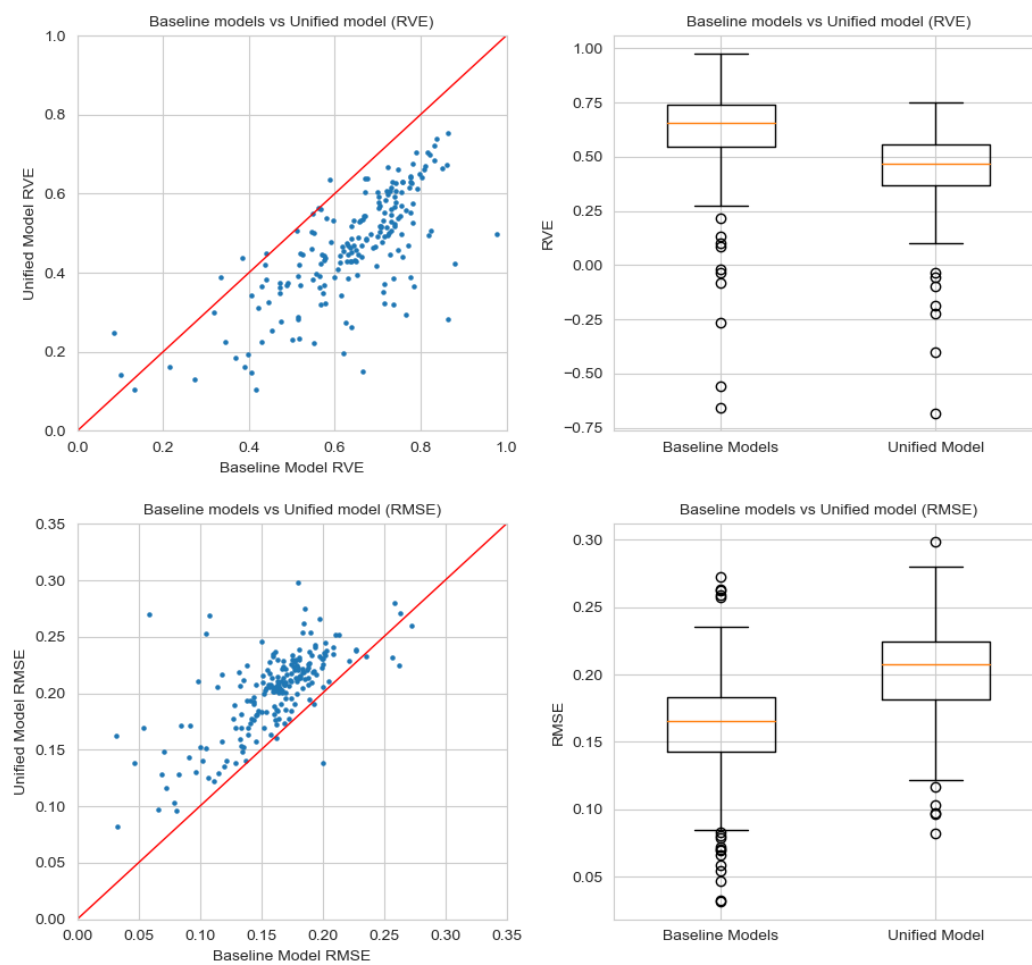 Baseline models vs Unified model (RVE)
1.0
0.8
0.6
0.4
0.2
0.0
0.0 0.2 0.4 0.6 0.8 1.0
Unified Model RVE
Baseline Model RVE
Baseline models vs Unified model (RVE)
1.00
0.75
0.50
0.25
0.00
−0.25
−0.50
−0.75
RVE
Baseline Models Unified Model
Baseline models vs Unified model (RMSE)
0.35
0.30
0.25
0.20
0.15
0.10
0.05
0.00
0.00 0.05 0.10 0.15 0.20 0.25 0.30 0.35
Unified Model RMSE
Baseline Model RMSE
Baseline models vs Unified model (RMSE)
0.30
0.25
0.20
0.15
0.10
0.05
RMSE
Baseline Models Unified Model